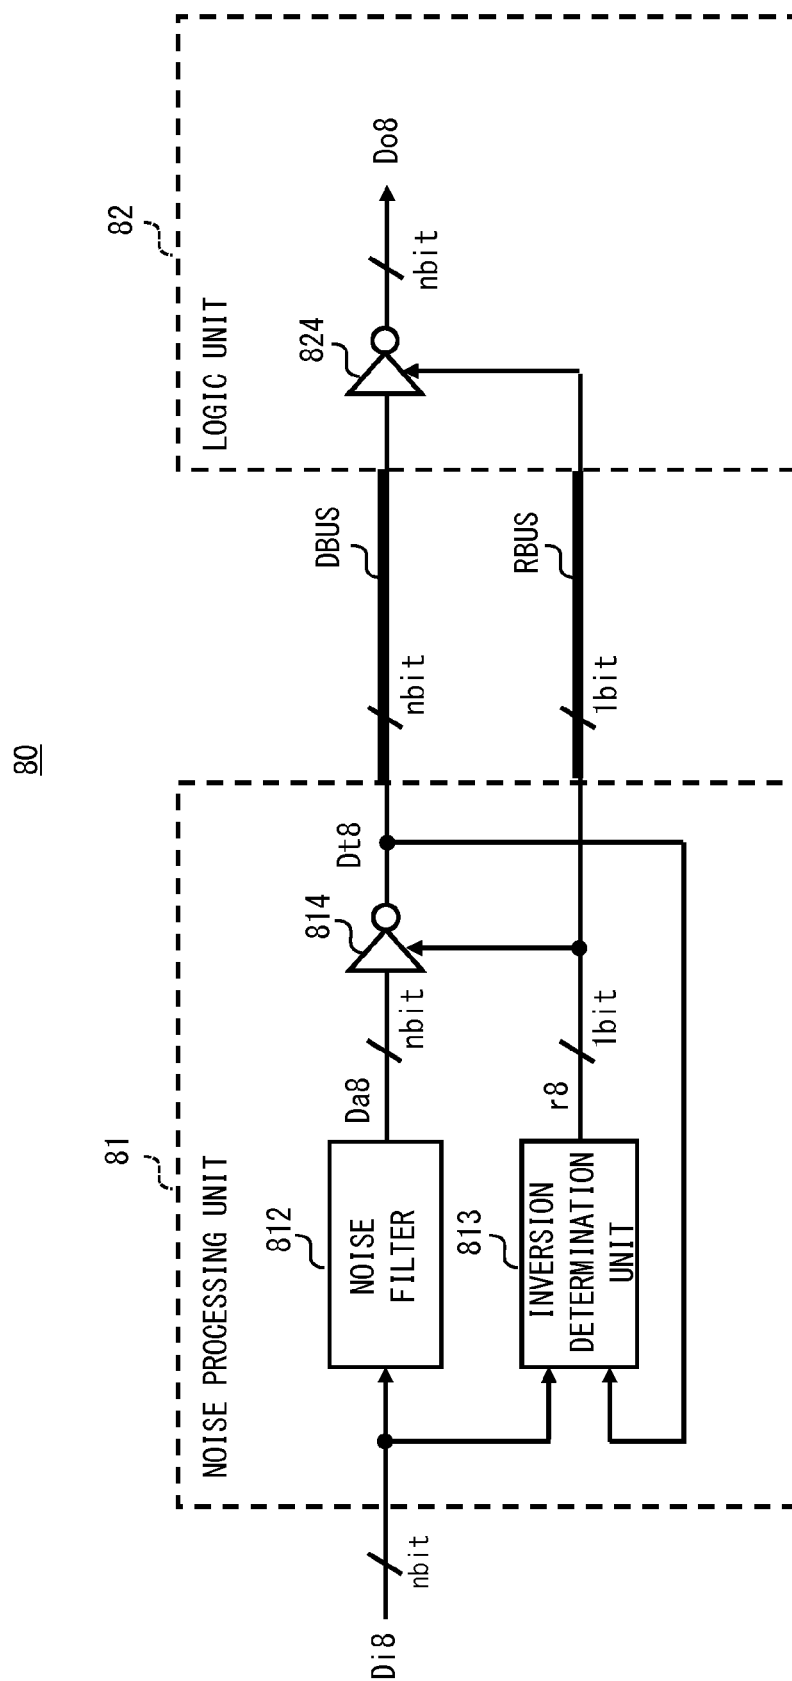 80
NOISE PROCESSING UNIT
81
LOGIC UNIT
82
Di8
nbit
812
NOISE
FILTER
Da8
nbit
814
Dt8
DBUS
nbit
824
nbit
Do8
813
INVERSION
DETERMINATION
UNIT
r8
1bit
RBUS
1bit